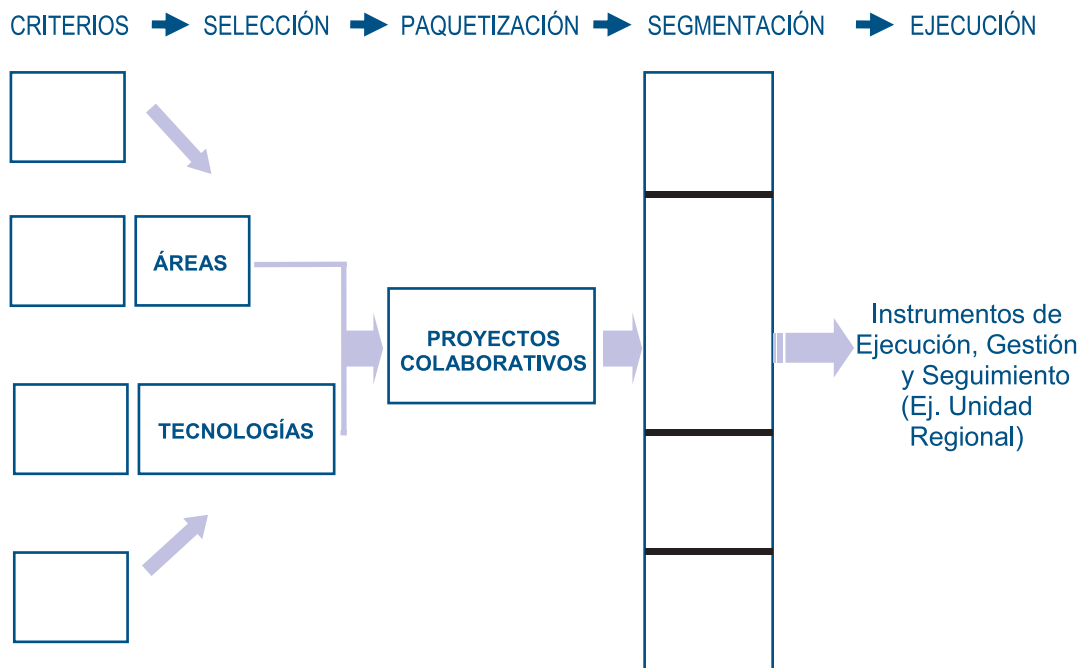 CRITERIOS SELECCIÓN PAQUETIZACIÓN SEGMENTACIÓN EJECUCIÓN
ÁREAS
TECNOLOGÍAS
PROYECTOS
COLABORATIVOS
Instrumentos de
Ejecución, Gestión
y Seguimiento
(Ej. Unidad
Regional)